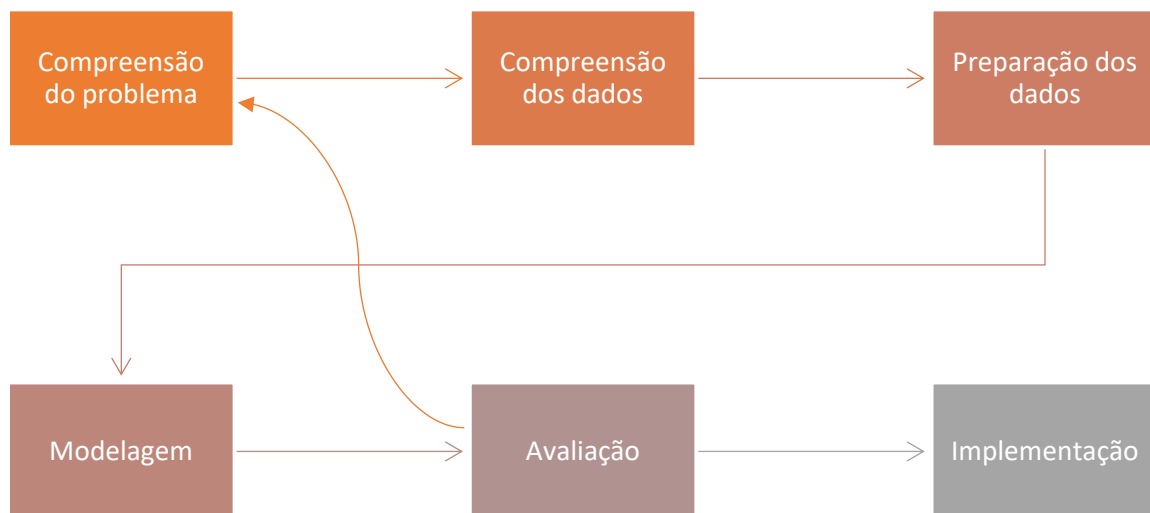 Compreensão
do problema
Compreensão
dos dados
Preparação dos
dados
Modelagem
Avaliação
Implementação